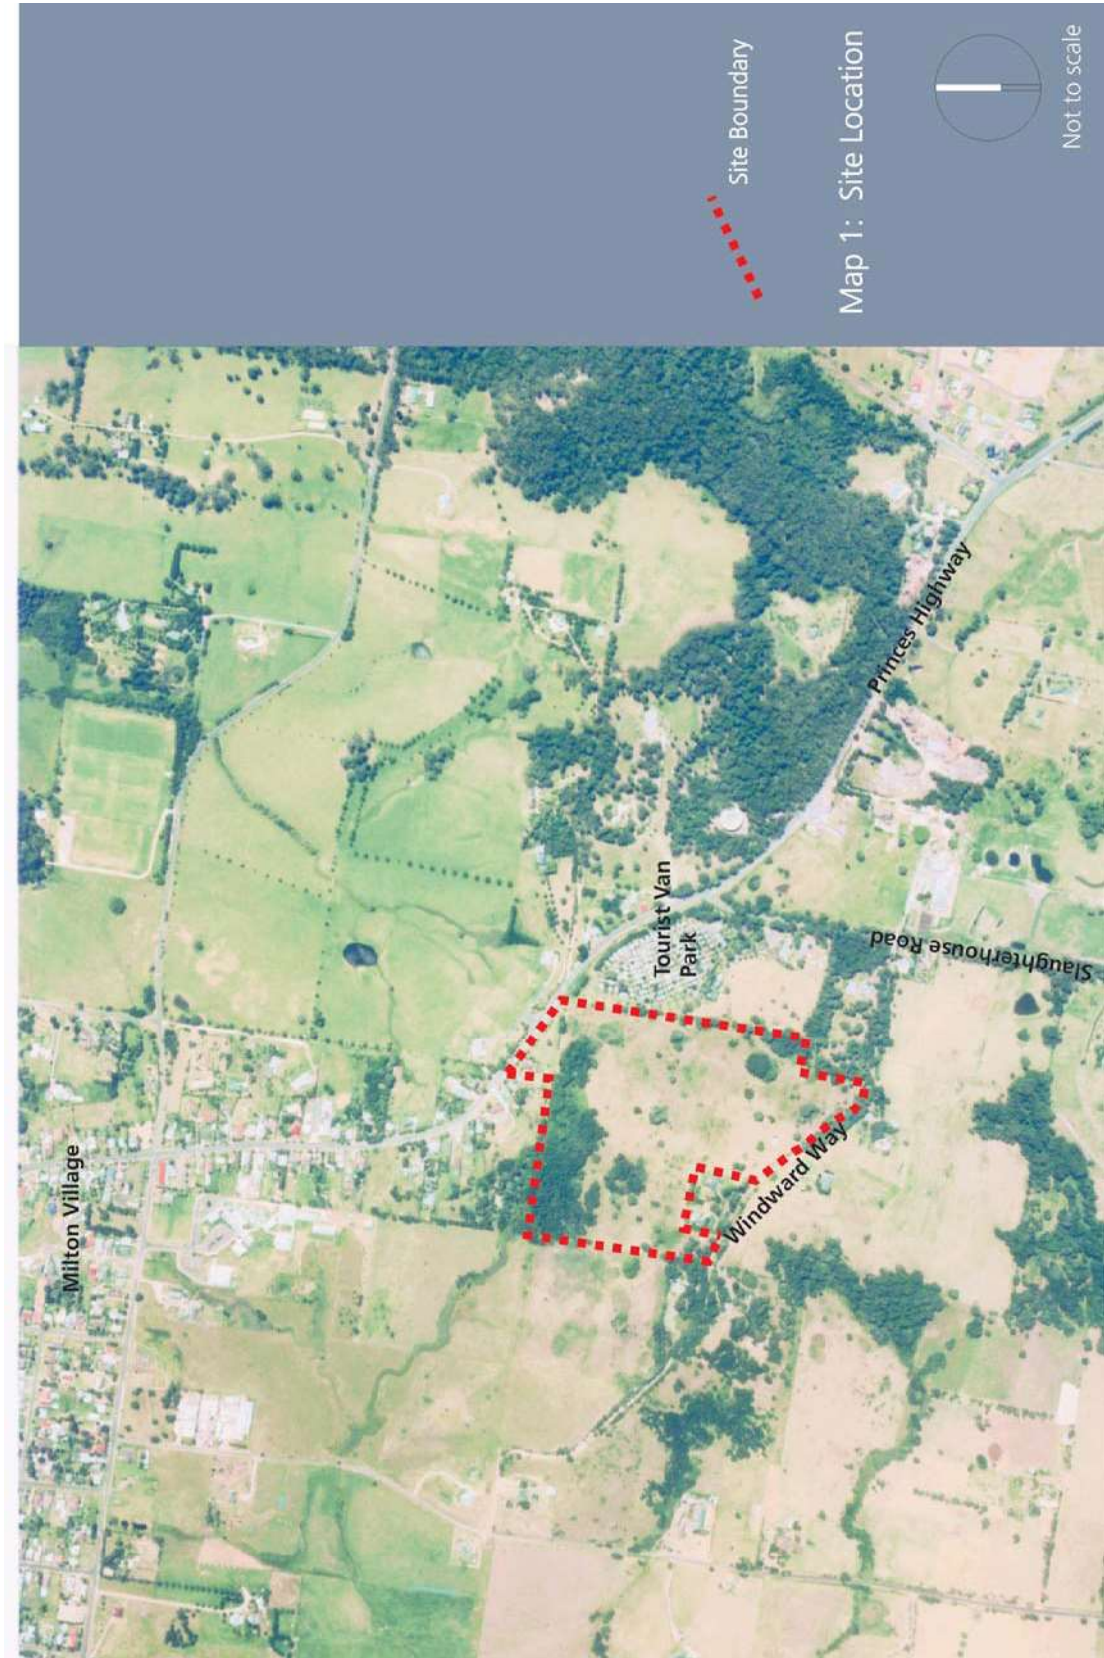 Milton Village
Tourist Van
Park
Princes Highway
Slaughterhouse Road
Windward Way
Site Boundary
Map 1: Site Location
Not to scale